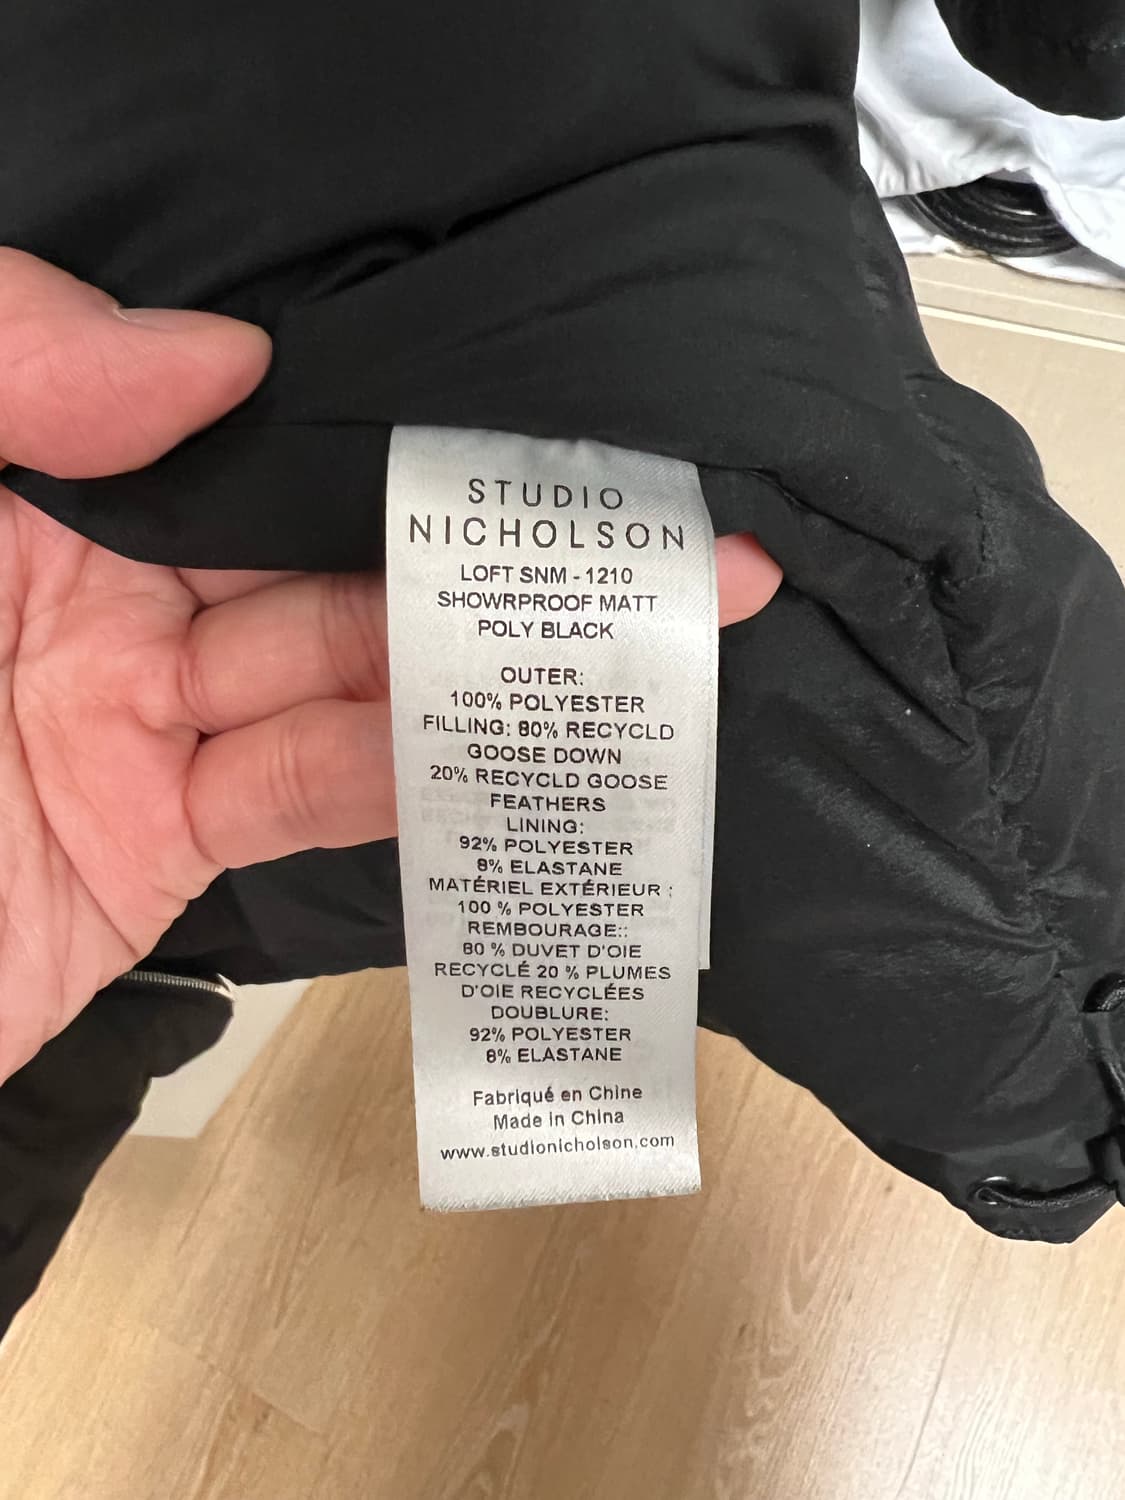 STUDIO
NICHOLSON
LOFT SNM - 1210
SHOWRPROOF MATT
POLY BLACK
OUTER:
100% POLYESTER
FILLING: 80% RECYCLD
GOOSE DOWN
20% RECYCLD GOOSE
FEATHERS
LINING:
92% POLYESTER
8% ELASTANE
MATÉRIEL EXTÉRIEUR :
100 % POLYESTER
REMBOURAGE::
80 % DUVET D'OIE
RECYCLÉ 20 % PLUMES
D'OIE RECYCLÉES
DOUBLURE:
92% POLYESTER
8% ELASTANE
Fabriqué en Chine
Made in China
www.studionicholson.com